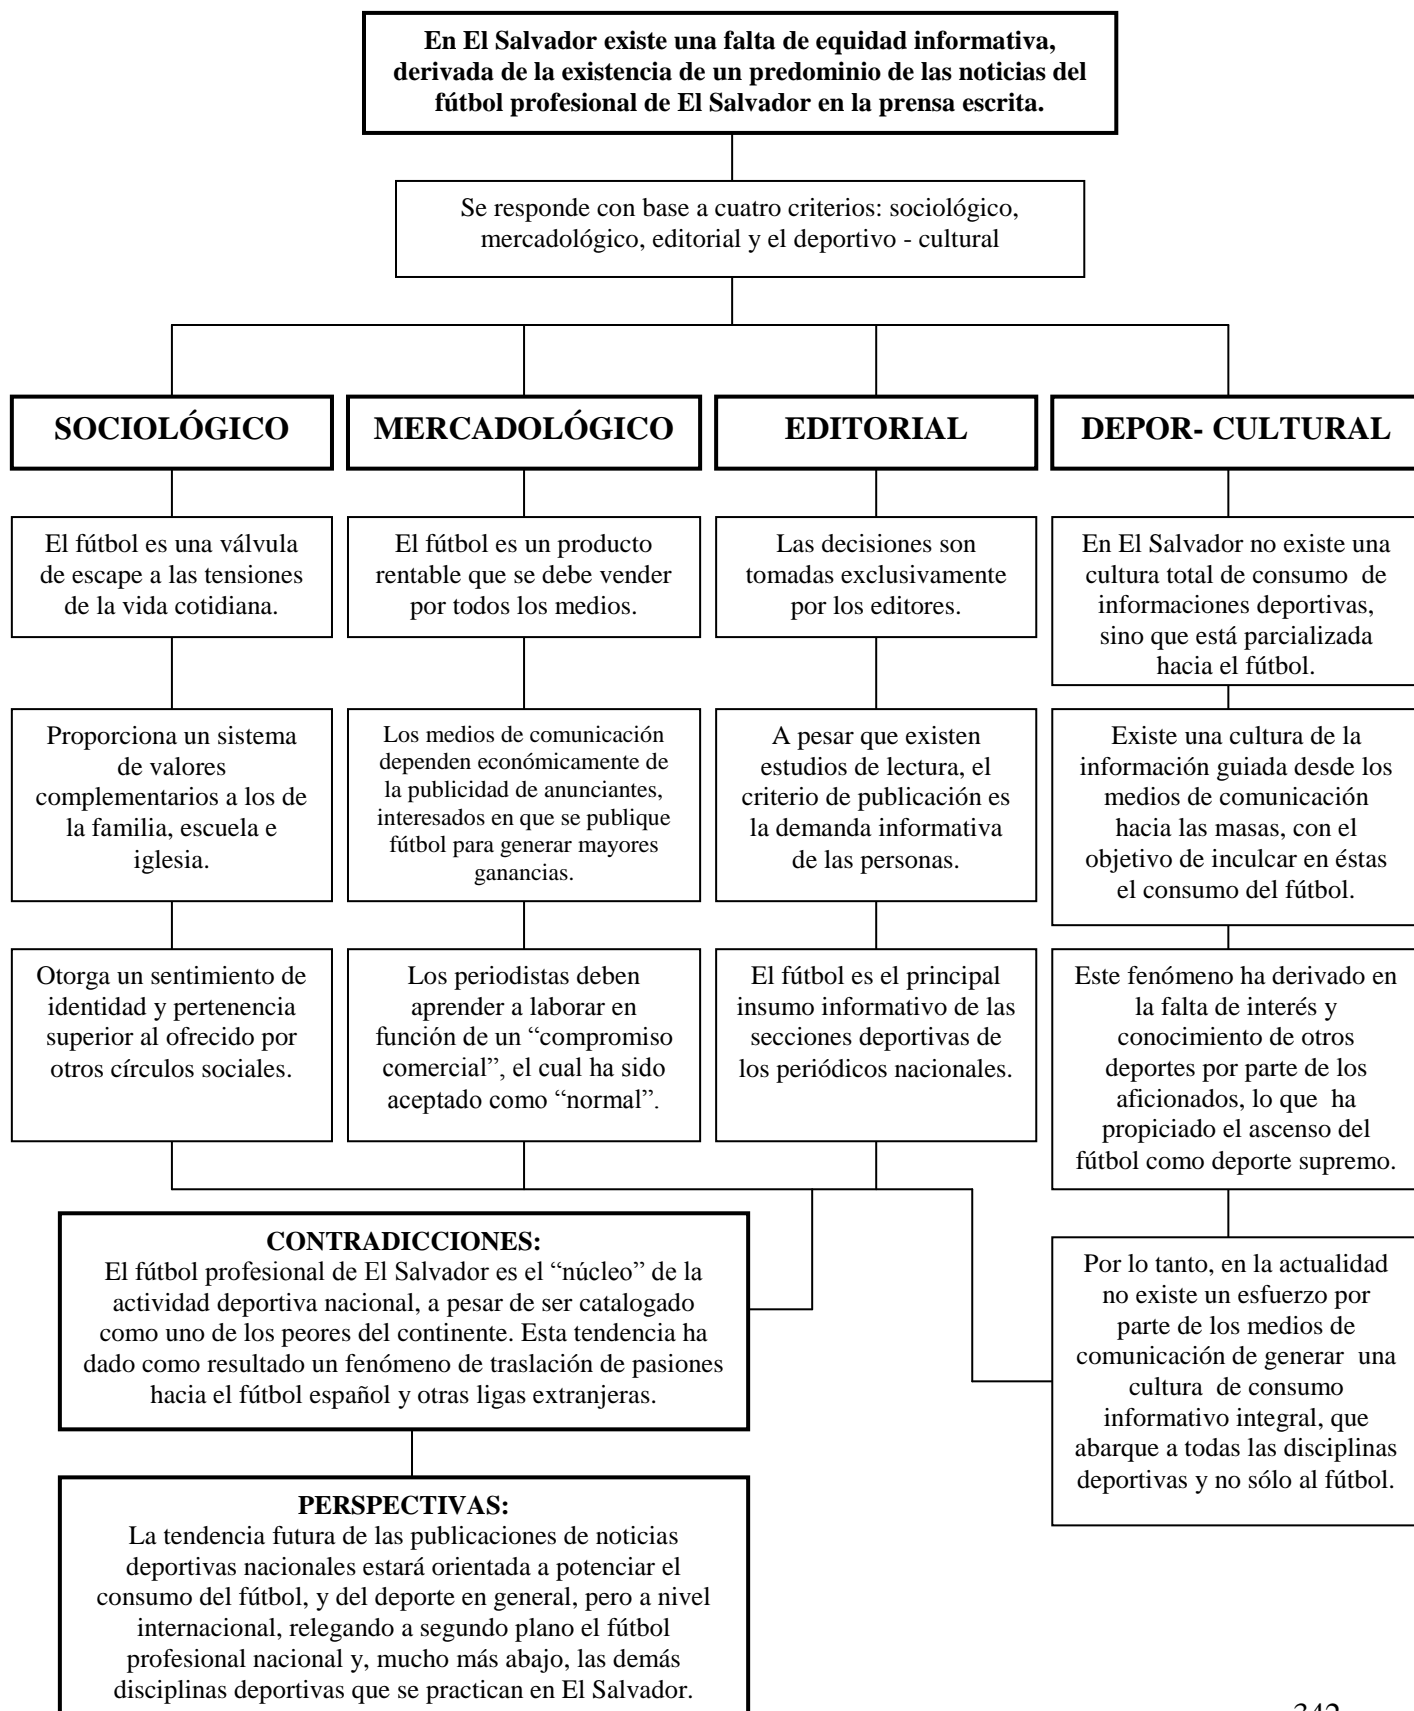 En El Salvador existe una falta de equidad informativa,
derivada de la existencia de un predominio de las noticias del
fútbol profesional de El Salvador en la prensa escrita.
Se responde con base a cuatro criterios: sociológico,
mercadológico, editorial y el deportivo - cultural
SOCIOLÓGICO
El fútbol es una válvula
de escape a las tensiones
de la vida cotidiana.
Proporciona un sistema
de valores
complementarios a los de
la familia, escuela e
iglesia.
Otorga un sentimiento de
identidad y pertenencia
superior al ofrecido por
otros círculos sociales.
MERCADOLÓGICO
El fútbol es un producto
rentable que se debe vender
por todos los medios.
Los medios de comunicación
dependen económicamente de
la publicidad de anunciantes,
interesados en que se publique
fútbol para generar mayores
ganancias.
Los periodistas deben
aprender a laborar en
función de un “compromiso
comercial”, el cual ha sido
aceptado como “normal”.
EDITORIAL
Las decisiones son
tomadas exclusivamente
por los editores.
A pesar que existen
estudios de lectura, el
criterio de publicación es
la demanda informativa
de las personas.
El fútbol es el principal
insumo informativo de las
secciones deportivas de
los periódicos nacionales.
DEPOR- CULTURAL
En El Salvador no existe una
cultura total de consumo  de
informaciones deportivas,
sino que está parcializada
hacia el fútbol.
Existe una cultura de la
información guiada desde los
medios de comunicación
hacia las masas, con el
objetivo de inculcar en éstas
el consumo del fútbol.
Este fenómeno ha derivado en
la falta de interés y
conocimiento de otros
deportes por parte de los
aficionados, lo que  ha
propiciado el ascenso del
fútbol como deporte supremo.
Por lo tanto, en la actualidad
no existe un esfuerzo por
parte de los medios de
comunicación de generar  una
cultura  de consumo
informativo integral, que
abarque a todas las disciplinas
deportivas y no sólo al fútbol.
CONTRADICCIONES:
El fútbol profesional de El Salvador es el “núcleo” de la
actividad deportiva nacional, a pesar de ser catalogado
como uno de los peores del continente. Esta tendencia ha
dado como resultado un fenómeno de traslación de pasiones
hacia el fútbol español y otras ligas extranjeras.
PERSPECTIVAS:
La tendencia futura de las publicaciones de noticias
deportivas nacionales estará orientada a potenciar el
consumo del fútbol, y del deporte en general, pero a nivel
internacional, relegando a segundo plano el fútbol
profesional nacional y, mucho más abajo, las demás
disciplinas deportivas que se practican en El Salvador.
342